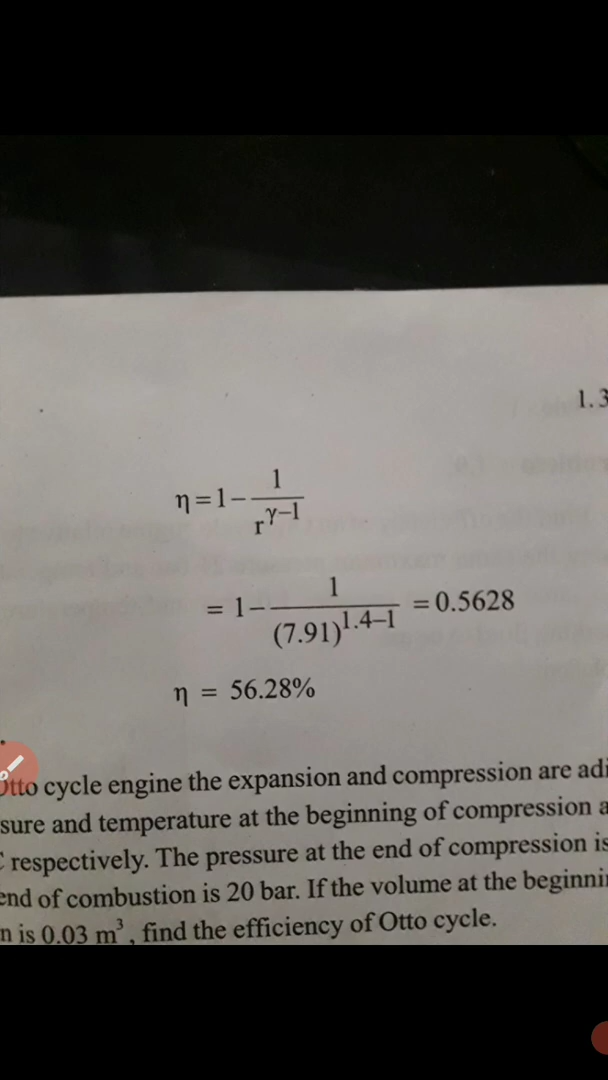 1.3
η = 1 - 1/r^γ-1
= 1 - 1/(7.91)^1.4-1 = 0.5628
η = 56.28%
Otto cycle engine the expansion and compression are adi
sure and temperature at the beginning of compression a
C respectively. The pressure at the end of compression is
end of combustion is 20 bar. If the volume at the beginni
n is 0.03 m³, find the efficiency of Otto cycle.